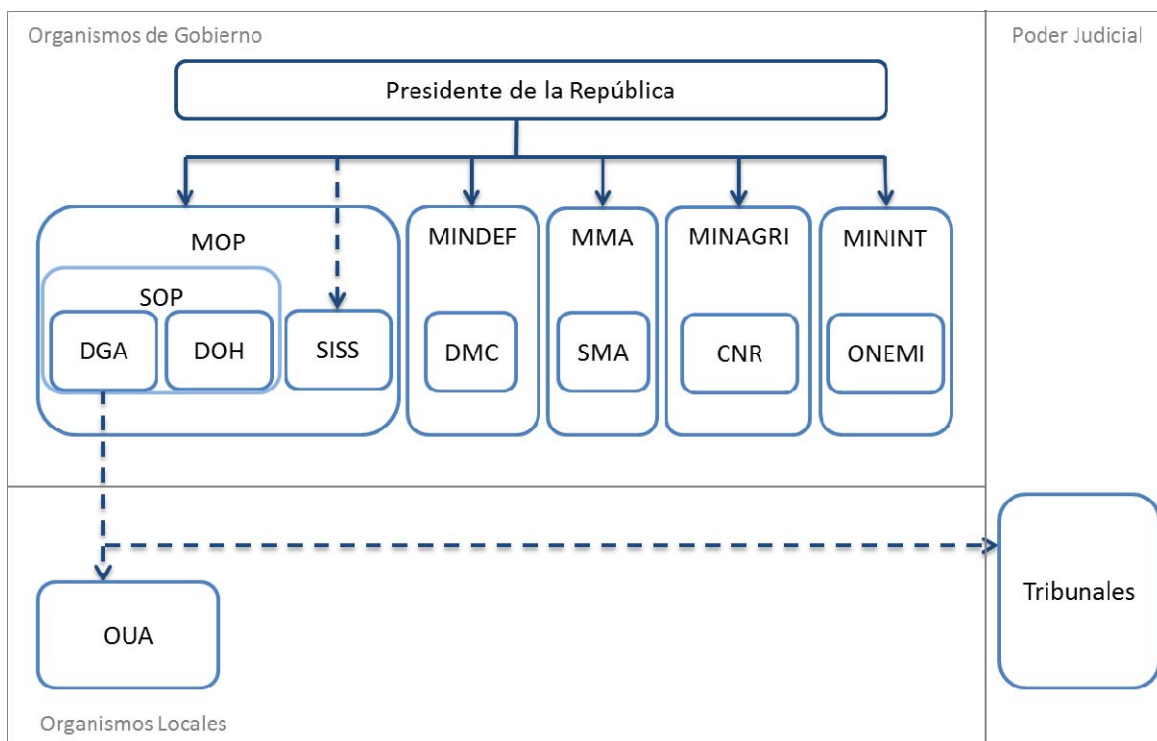 Organismos de Gobierno
Poder Judicial
Presidente de la República
MOP
MINDEF
MMA
MINAGRI
MININT
SOP
DGA
DOH
SISS
DMC
SMA
CNR
ONEMI
Tribunales
OUA
Organismos Locales